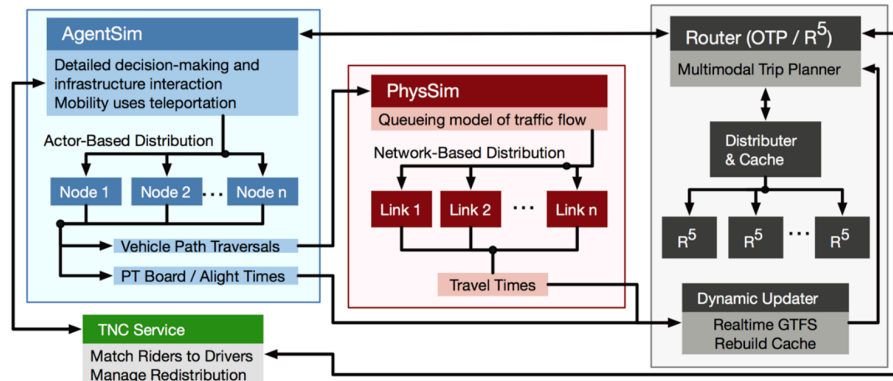 AgentSim
Detailed decision-making and
infrastructure interaction
Mobility uses teleportation
Actor-Based Distribution
Node 1
Node 2
...
Node n
Vehicle Path Traversals
PT Board / Alight Times
TNC Service
Match Riders to Drivers
Manage Redistribution
PhysSim
Queueing model of traffic flow
Network-Based Distribution
Link 1
Link 2
...
Link n
Travel Times
Router (OTP / R⁵)
Multimodal Trip Planner
Distributer
& Cache
R⁵
R⁵
...
R⁵
Dynamic Updater
Realtime GTFS
Rebuild Cache